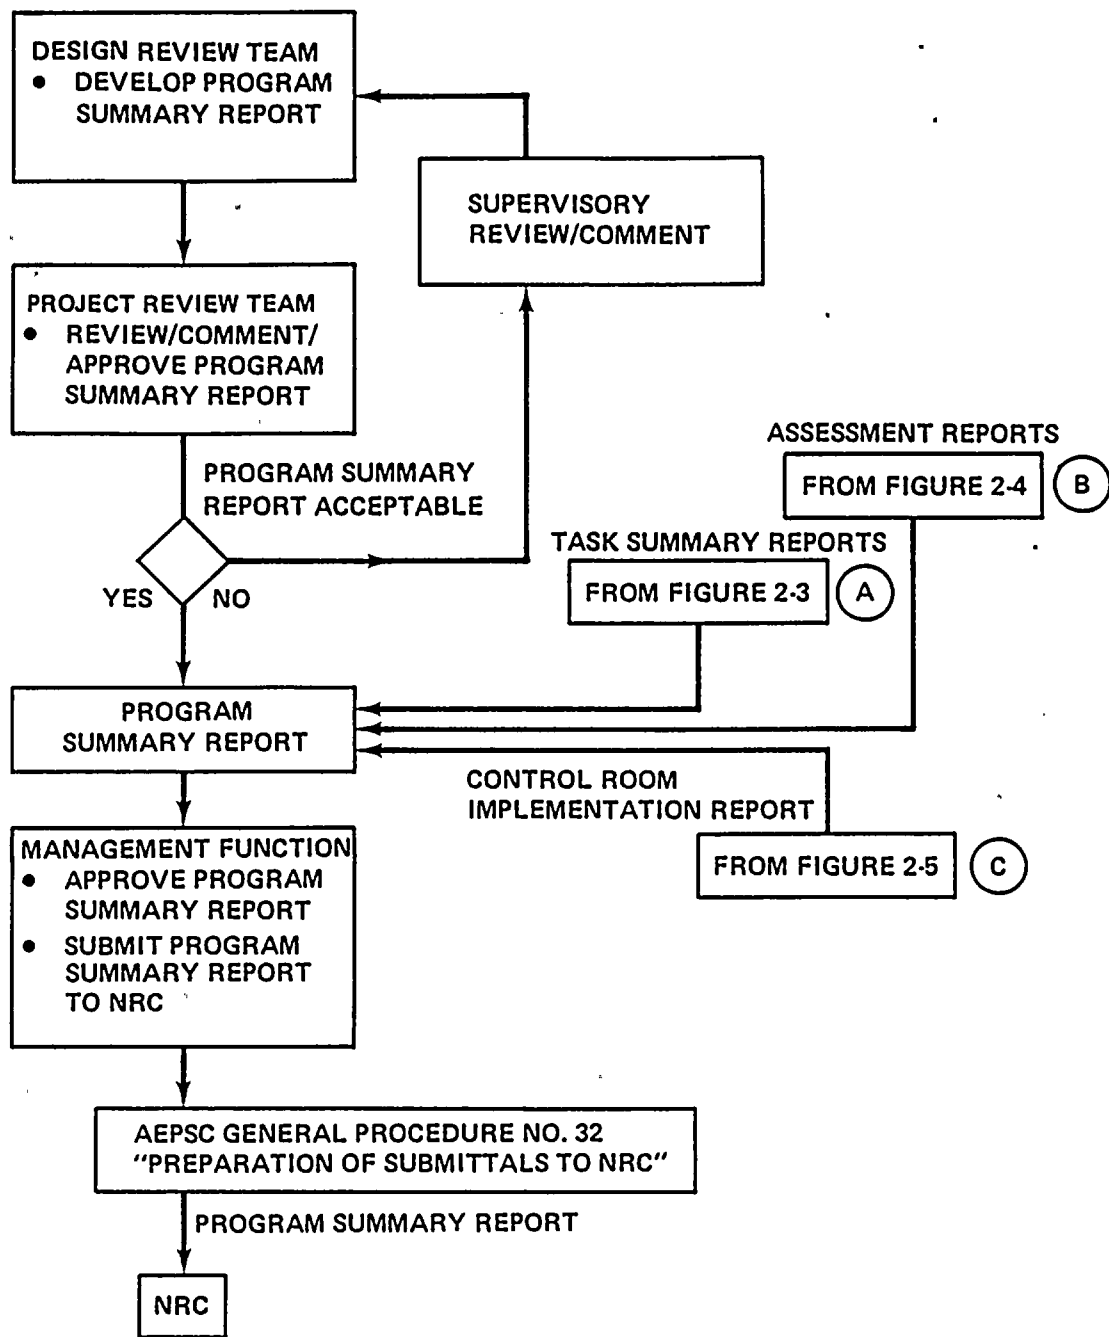 DESIGN REVIEW TEAM
• DEVELOP PROGRAM
SUMMARY REPORT
SUPERVISORY
REVIEW/COMMENT
PROJECT REVIEW TEAM
• REVIEW/COMMENT/
APPROVE PROGRAM
SUMMARY REPORT
PROGRAM SUMMARY
REPORT ACCEPTABLE
YES
NO
ASSESSMENT REPORTS
FROM FIGURE 2-4
B
TASK SUMMARY REPORTS
FROM FIGURE 2-3
A
PROGRAM
SUMMARY REPORT
CONTROL ROOM
IMPLEMENTATION REPORT
FROM FIGURE 2-5
C
MANAGEMENT FUNCTION
• APPROVE PROGRAM
SUMMARY REPORT
• SUBMIT PROGRAM
SUMMARY REPORT
TO NRC
AEPSC GENERAL PROCEDURE NO. 32
"PREPARATION OF SUBMITTALS TO NRC"
PROGRAM SUMMARY REPORT
NRC